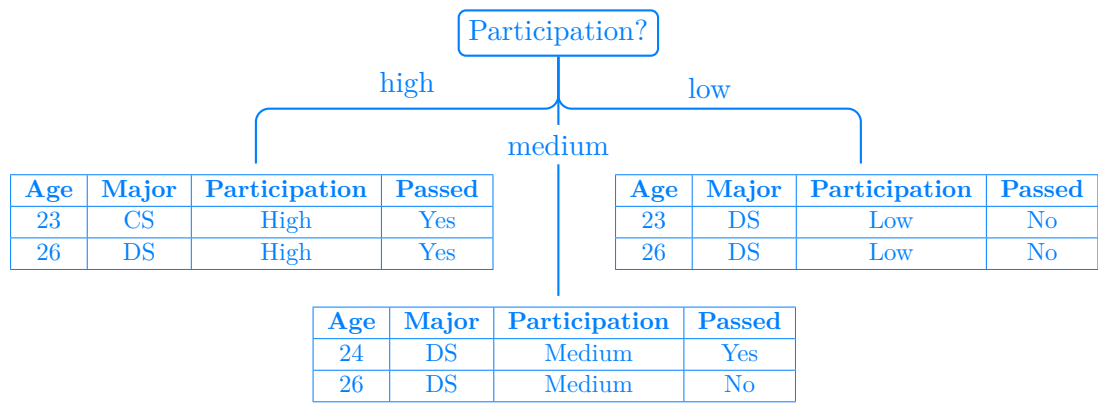 Participation?
high
low
medium
Age Major Participation Passed
23 CS High Yes
26 DS High Yes
Age Major Participation Passed
23 DS Low No
26 DS Low No
Age Major Participation Passed
24 DS Medium Yes
26 DS Medium No